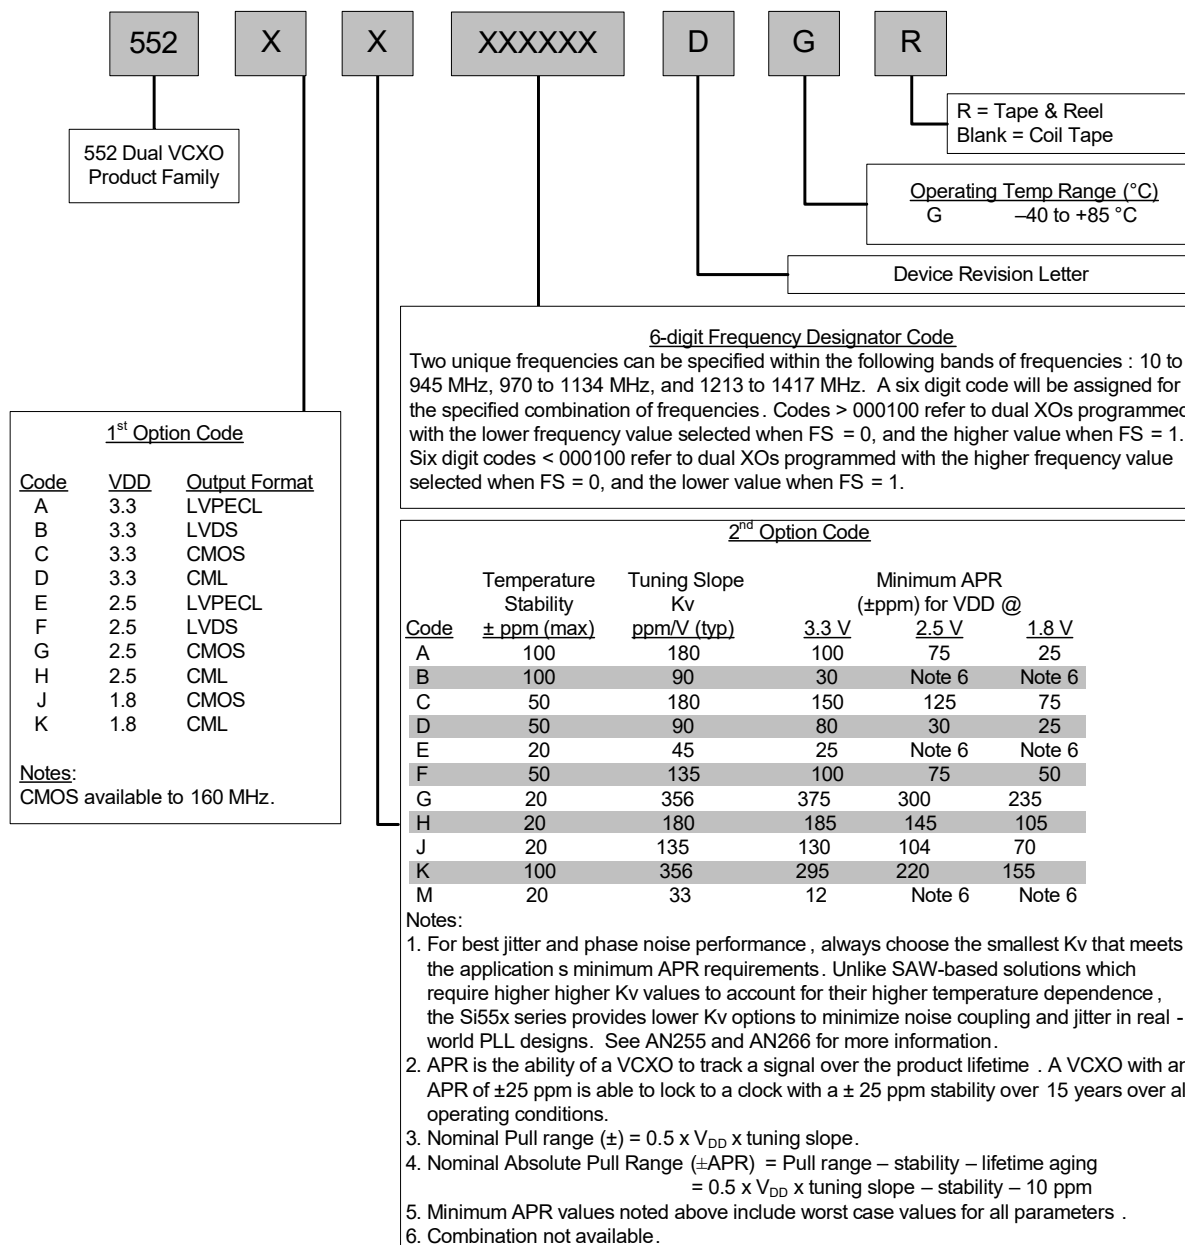 552 X X XXXXXX D G R
R = Tape & Reel
Blank = Coil Tape
552 Dual VCXO
Product Family
Operating Temp Range (°C)
G –40 to +85 °C
Device Revision Letter
6-digit Frequency Designator Code
Two unique frequencies can be specified within the following bands of frequencies : 10 to
945 MHz, 970 to 1134 MHz, and 1213 to 1417 MHz. A six digit code will be assigned for
the specified combination of frequencies. Codes > 000100 refer to dual XOs programmed
with the lower frequency value selected when FS = 0, and the higher value when FS = 1.
Six digit codes < 000100 refer to dual XOs programmed with the higher frequency value
selected when FS = 0, and the lower value when FS = 1.
1st Option Code
Code VDD Output Format
A 3.3 LVPECL
B 3.3 LVDS
C 3.3 CMOS
D 3.3 CML
E 2.5 LVPECL
F 2.5 LVDS
G 2.5 CMOS
H 2.5 CML
J 1.8 CMOS
K 1.8 CML
Notes:
CMOS available to 160 MHz.
2nd Option Code
Temperature Tuning Slope Minimum APR
Stability Kv (±ppm) for VDD @
Code ± ppm (max) ppm/V (typ) 3.3 V 2.5 V 1.8 V
A 100 180 100 75 25
B 100 90 30 Note 6 Note 6
C 50 180 150 125 75
D 50 90 80 30 25
E 20 45 25 Note 6 Note 6
F 50 135 100 75 50
G 20 356 375 300 235
H 20 180 185 145 105
J 20 135 130 104 70
K 100 356 295 220 155
M 20 33 12 Note 6 Note 6
Notes:
1. For best jitter and phase noise performance, always choose the smallest Kv that meets
the application s minimum APR requirements. Unlike SAW-based solutions which
require higher higher Kv values to account for their higher temperature dependence,
the Si55x series provides lower Kv options to minimize noise coupling and jitter in real -
world PLL designs. See AN255 and AN266 for more information.
2. APR is the ability of a VCXO to track a signal over the product lifetime . A VCXO with an
APR of ±25 ppm is able to lock to a clock with a ± 25 ppm stability over 15 years over al
operating conditions.
3. Nominal Pull range (±) = 0.5 x VDD x tuning slope.
4. Nominal Absolute Pull Range (±APR) = Pull range – stability – lifetime aging
= 0.5 x VDD x tuning slope – stability – 10 ppm
5. Minimum APR values noted above include worst case values for all parameters .
6. Combination not available.